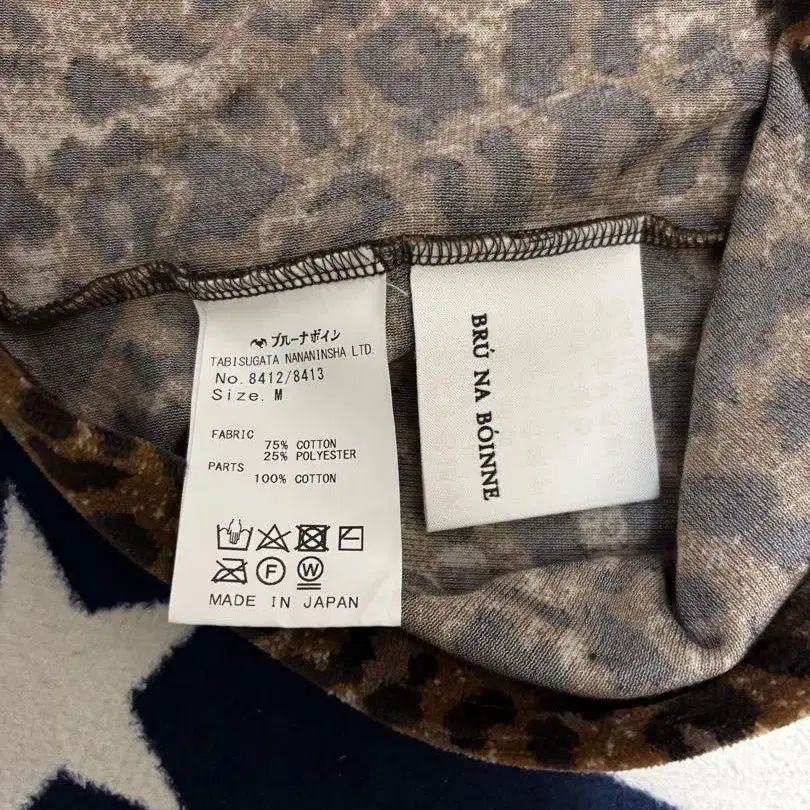 ブルーナボイン
TABISUGATA NANANINSHA LTD.
No. 8412/8413
Size. M
FABRIC 75% COTTON
25% POLYESTER
PARTS 100% COTTON
F
W
MADE IN JAPAN
BRÚ NA BÓINNE